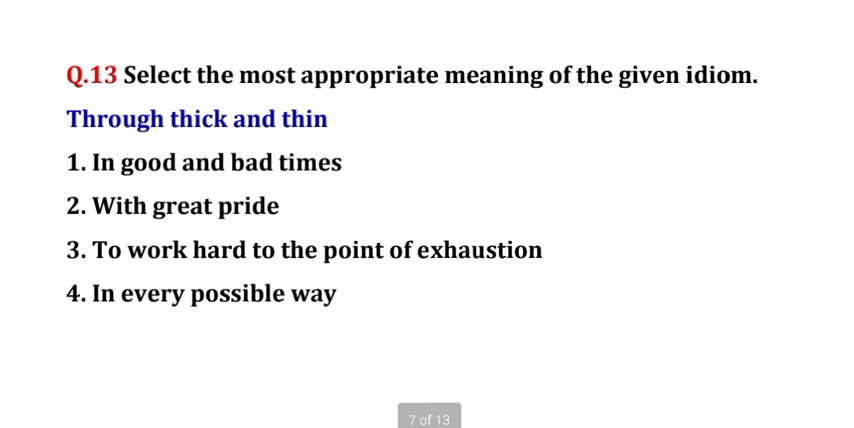 Q.13 Select the most appropriate meaning of the given idiom.
Through thick and thin
1. In good and bad times
2. With great pride
3. To work hard to the point of exhaustion
4. In every possible way
7 of 13